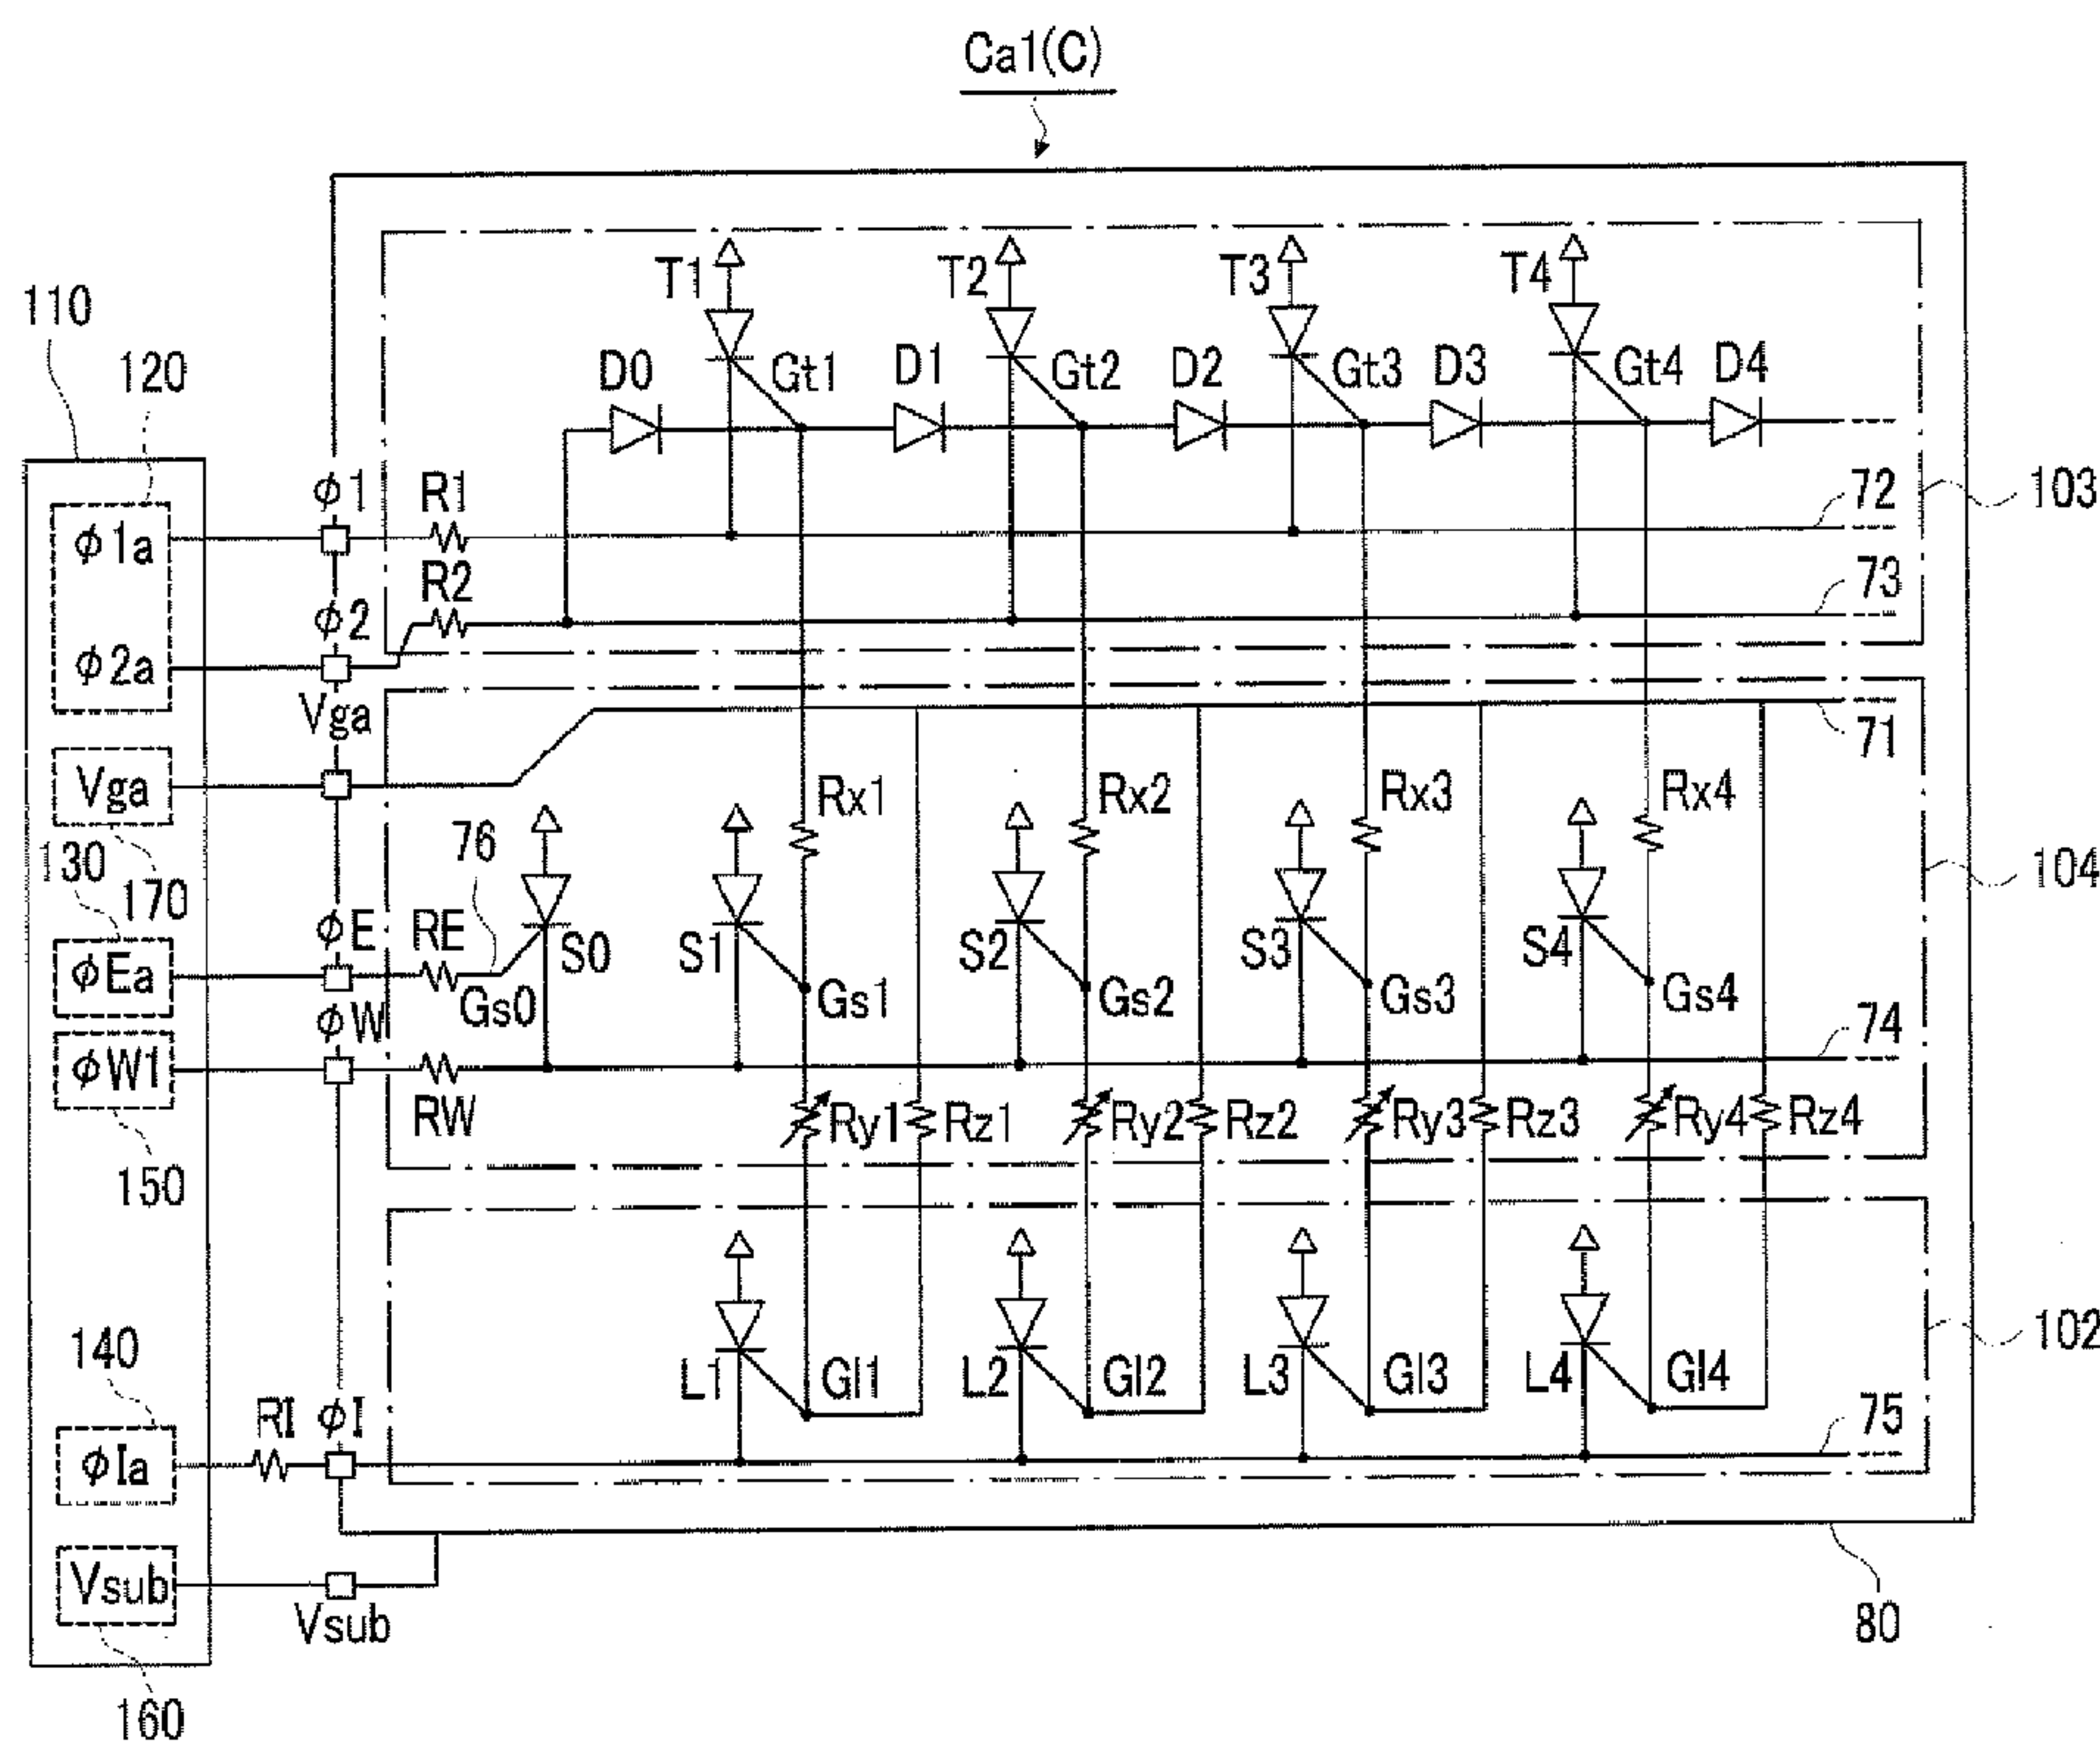 Ca1(C)
110
120
T1 T2 T3 T4
D0 Gt1 D1 Gt2 D2 Gt3 D3 Gt4 D4
103
ϕ1 R1 72
ϕ1a
R2
ϕ2 73
ϕ2a
Vga 71
Vga
Rx1 Rx2 Rx3 Rx4
130 76 104
170
ϕE RE S0 S1 S2 S3 S4
ϕEa
Gs0 Gs1 Gs2 Gs3 Gs4
ϕW 74
ϕW1
RW Ry1 Rz1 Ry2 Rz2 Ry3 Rz3 Ry4 Rz4
150
102
140
L1 Gl1 L2 Gl2 L3 Gl3 L4 Gl4
RI ϕI 75
ϕIa
Vsub
Vsub 80
160